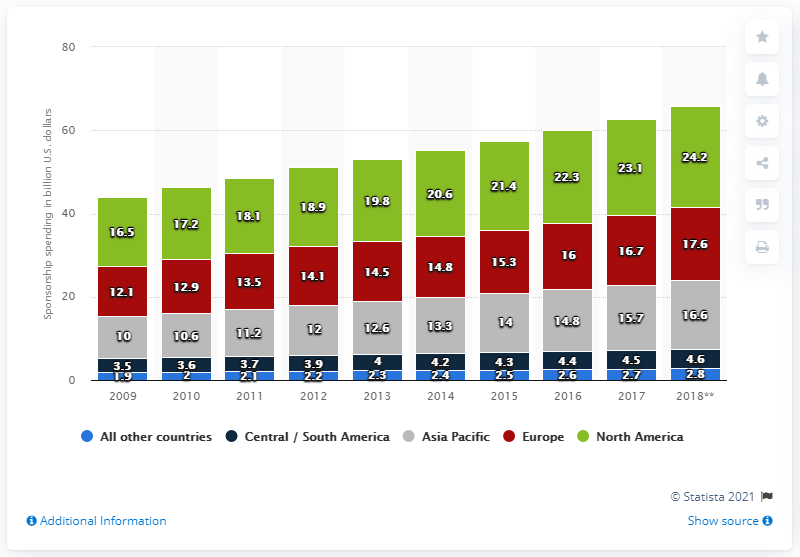 80
60
40
20
0
Sponsorship spending in billion U.S. dollars
16.5 17.2 18.1 18.9 19.8 20.6 21.4 22.3 23.1 24.2
12.1 12.9 13.5 14.1 14.5 14.8 15.3 16 16.7 17.6
10 10.6 11.2 12 12.6 13.3 14 14.8 15.7 16.6
3.5 3.6 3.7 3.9 4 4.2 4.3 4.4 4.5 4.6
1.9 2 2.1 2.2 2.3 2.4 2.5 2.6 2.7 2.8
2009 2010 2011 2012 2013 2014 2015 2016 2017 2018**
All other countries Central / South America Asia Pacific Europe North America
© Statista 2021
Additional Information Show source